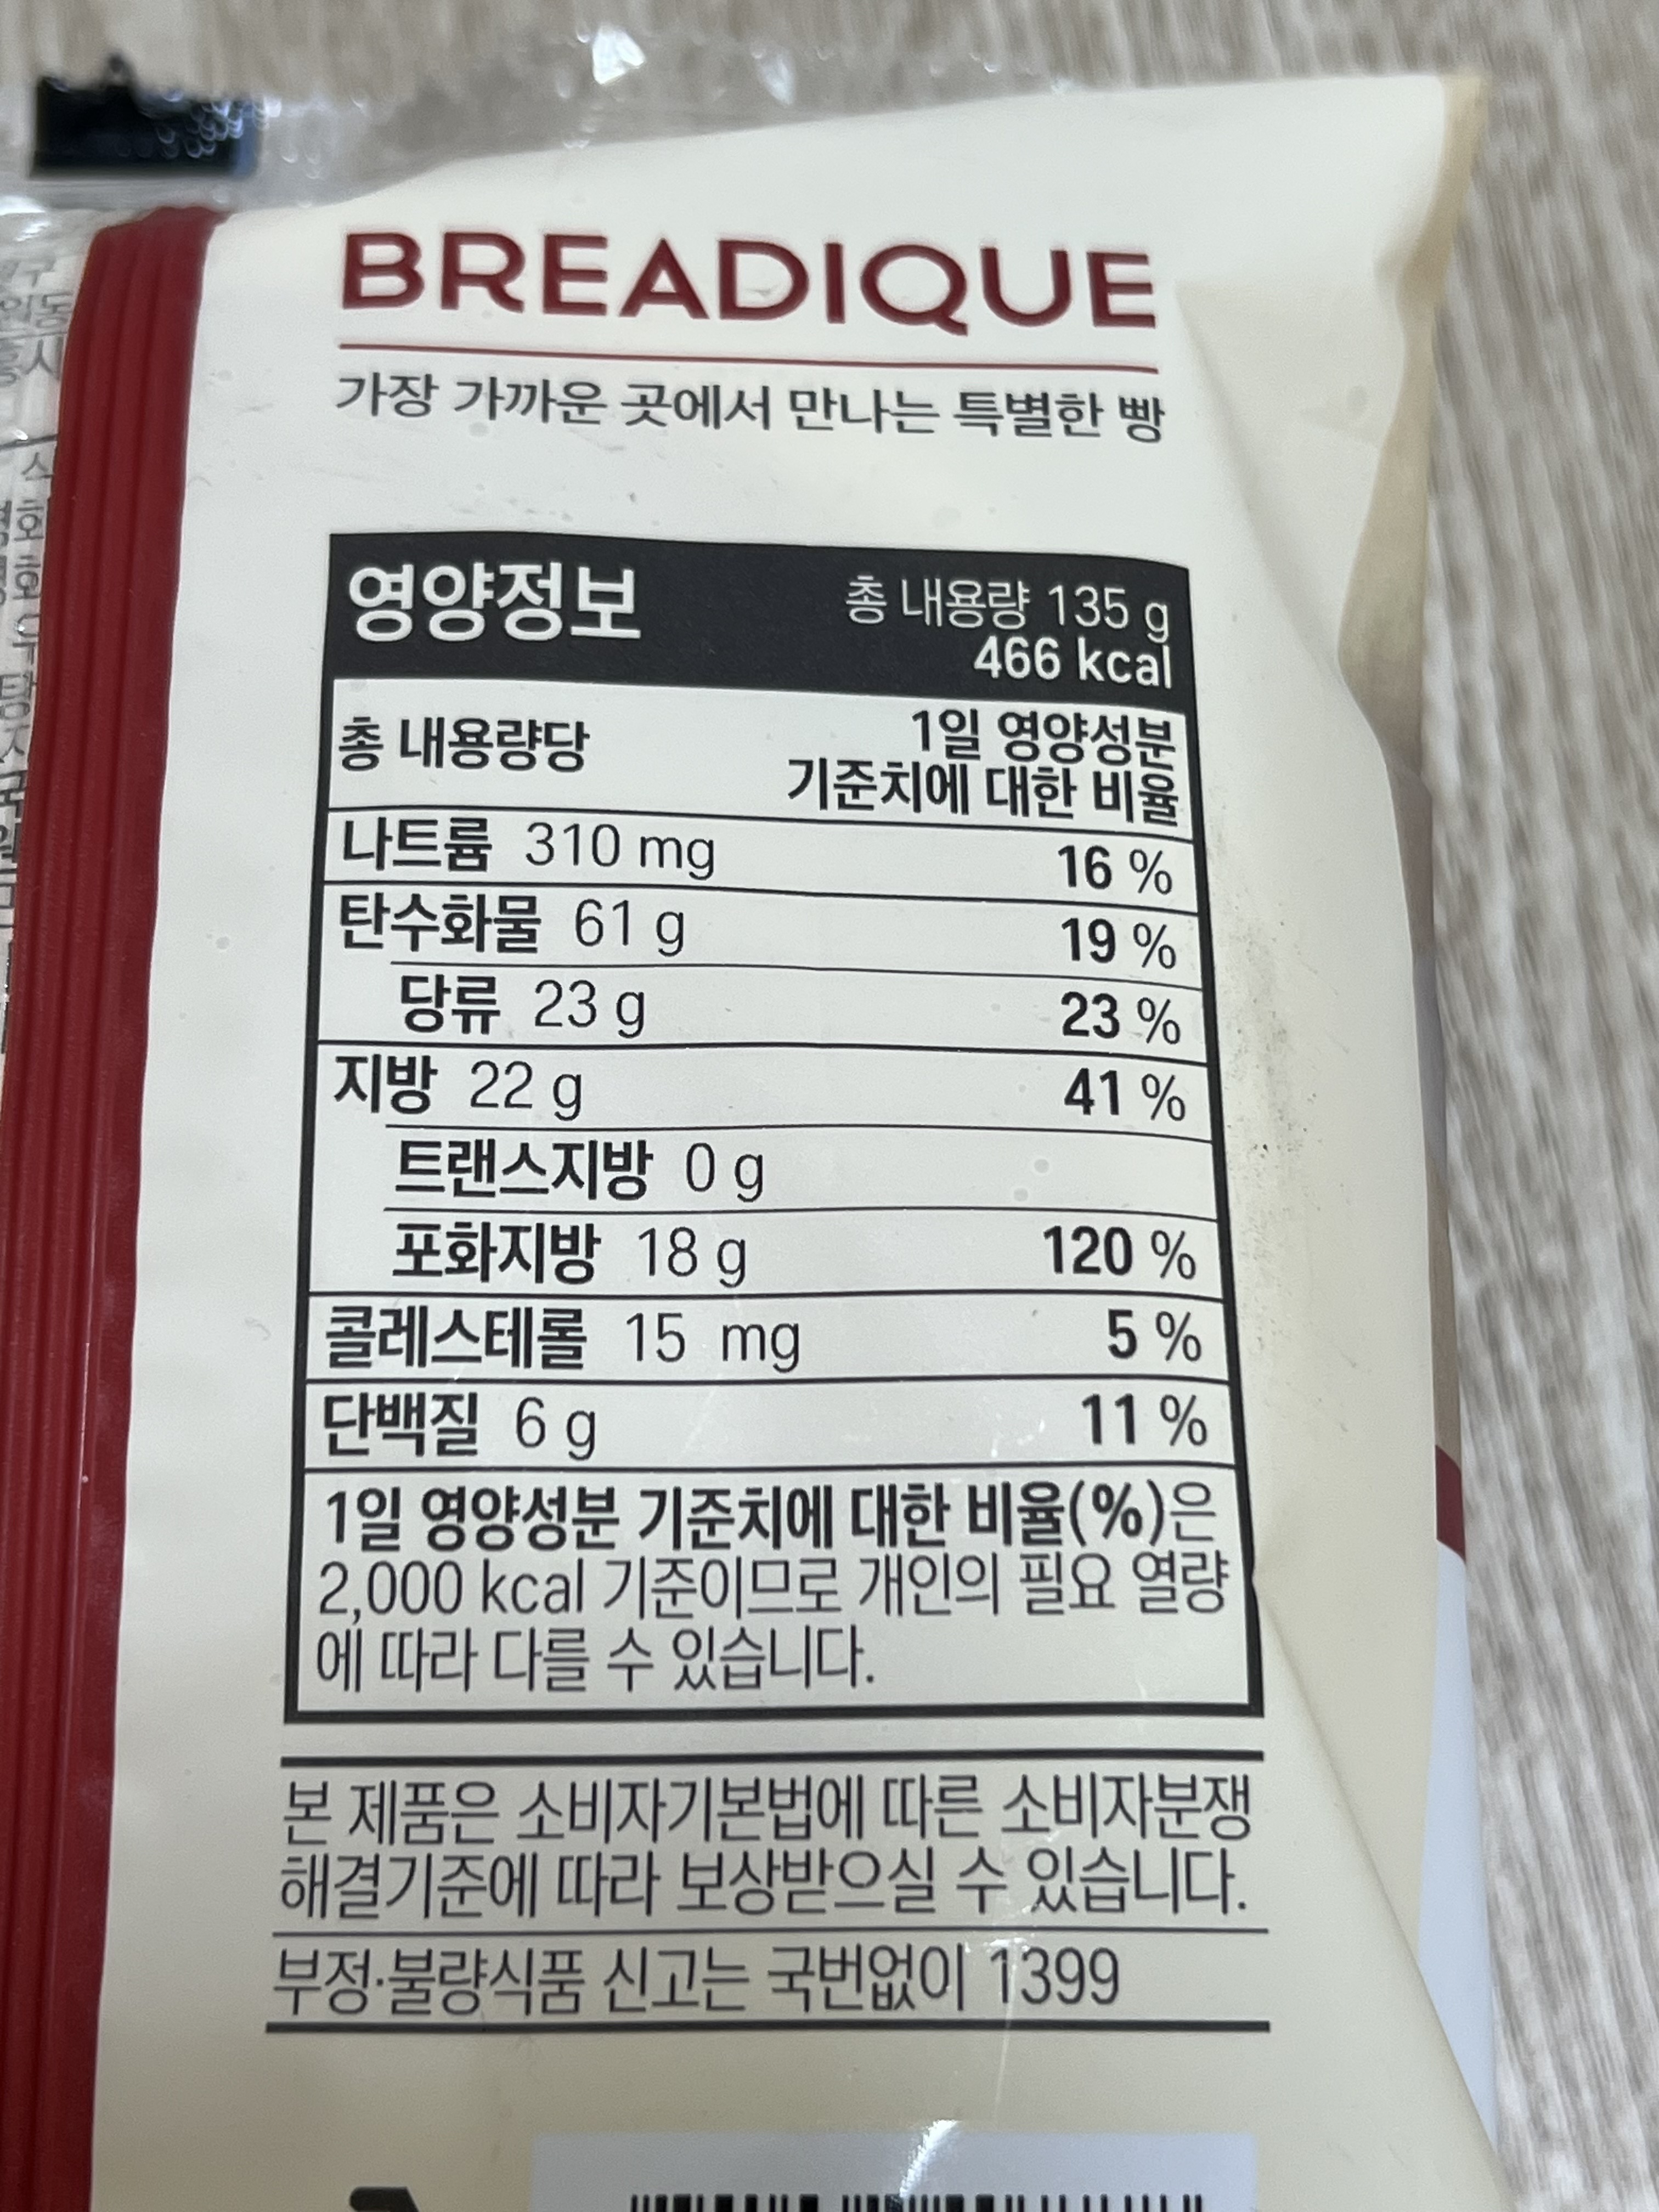 BREADIQUE
가장 가까운 곳에서 만나는 특별한 빵
영양정보
총 내용량 135 g
466 kcal
총 내용량당
1일 영양성분
기준치에 대한 비율
나트륨 310 mg 16 %
탄수화물 61 g 19 %
당류 23 g 23 %
지방 22 g 41 %
트랜스지방 0 g
포화지방 18 g 120 %
콜레스테롤 15 mg 5 %
단백질 6 g 11 %
1일 영양성분 기준치에 대한 비율(%)은
2,000 kcal 기준이므로 개인의 필요 열량
에 따라 다를 수 있습니다.
본 제품은 소비자기본법에 따른 소비자분쟁
해결기준에 따라 보상받으실 수 있습니다.
부정·불량식품 신고는 국번없이 1399